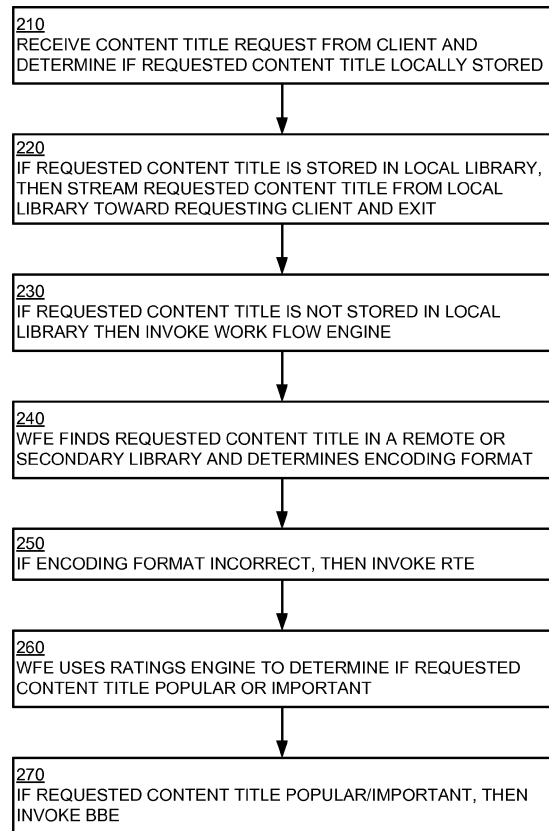 210
RECEIVE CONTENT TITLE REQUEST FROM CLIENT AND
DETERMINE IF REQUESTED CONTENT TITLE LOCALLY STORED
220
IF REQUESTED CONTENT TITLE IS STORED IN LOCAL LIBRARY,
THEN STREAM REQUESTED CONTENT TITLE FROM LOCAL
LIBRARY TOWARD REQUESTING CLIENT AND EXIT
230
IF REQUESTED CONTENT TITLE IS NOT STORED IN LOCAL
LIBRARY THEN INVOKE WORK FLOW ENGINE
240
WFE FINDS REQUESTED CONTENT TITLE IN A REMOTE OR
SECONDARY LIBRARY AND DETERMINES ENCODING FORMAT
250
IF ENCODING FORMAT INCORRECT, THEN INVOKE RTE
260
WFE USES RATINGS ENGINE TO DETERMINE IF REQUESTED
CONTENT TITLE POPULAR OR IMPORTANT
270
IF REQUESTED CONTENT TITLE POPULAR/IMPORTANT, THEN
INVOKE BBE